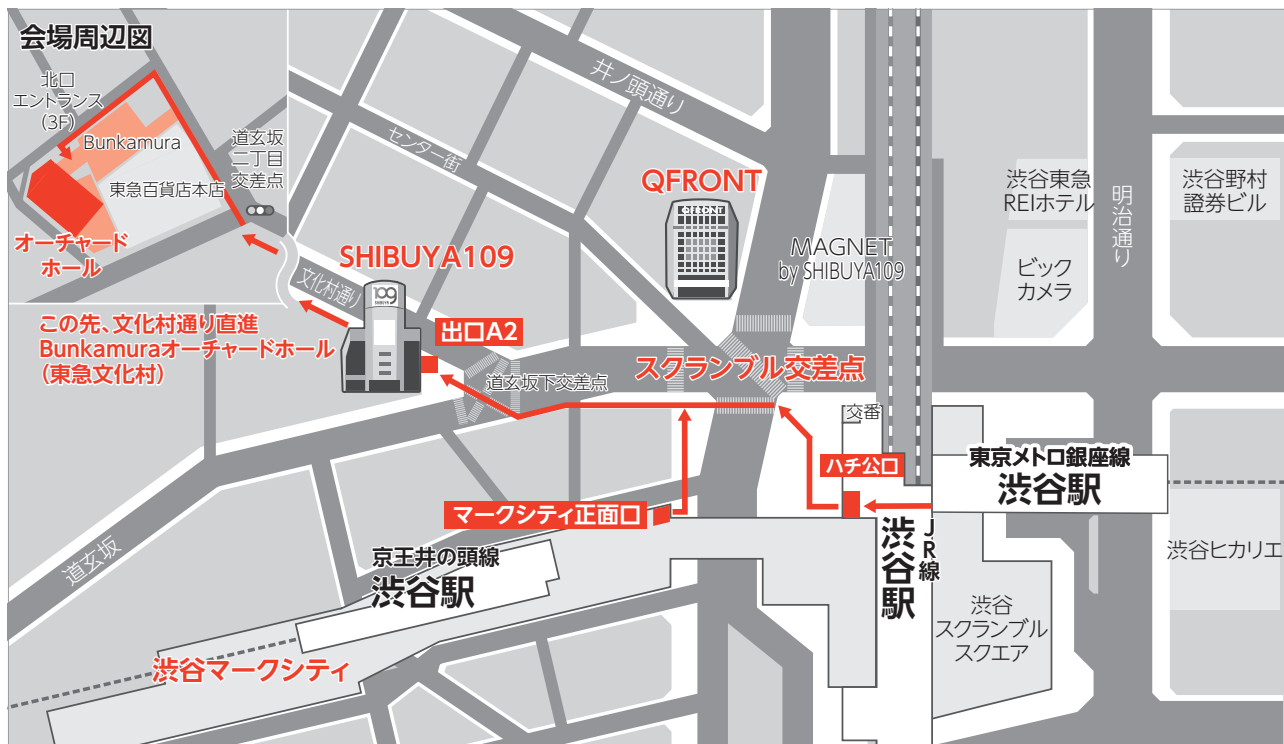 会場周辺図
北口
エントランス
(3F)
Bunkamura
東急百貨店本店
道玄坂
二丁目
交差点
オーチャード
ホール
この先、文化村通り直進
Bunkamuraオーチャードホール
(東急文化村)
SHIBUYA109
109
SHIBUYA
文化村通り
出口A2
道玄坂下交差点
センター街
井ノ頭通り
QFRONT
QFRONT
MAGNET
by SHIBUYA109
スクランブル交差点
渋谷東急
REIホテル
ビック
カメラ
明治通り
渋谷野村
證券ビル
交番
ハチ公口
東京メトロ銀座線
渋谷駅
マークシティ正面口
JR線
渋谷駅
渋谷ヒカリエ
渋谷
スクランブル
スクエア
道玄坂
京王井の頭線
渋谷駅
渋谷マークシティ